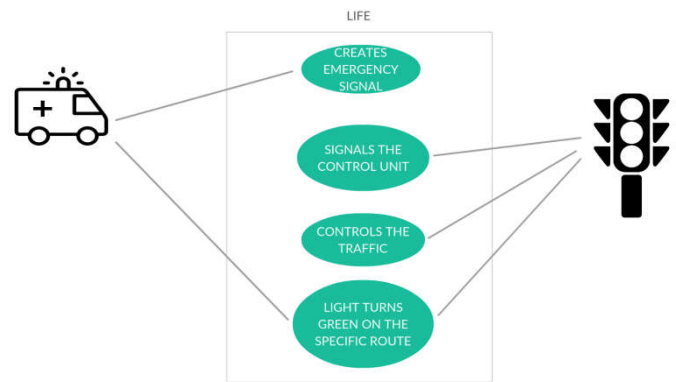 LIFE
CREATES
EMERGENCY
SIGNAL
SIGNALS THE
CONTROL UNIT
CONTROLS THE
TRAFFIC
LIGHT TURNS
GREEN ON THE
SPECIFIC ROUTE